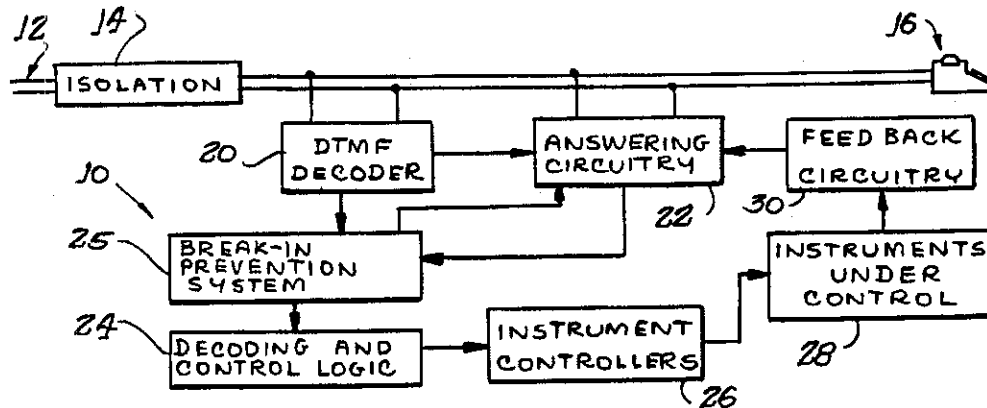 12
14
16
ISOLATION
20
DTMF
DECODER
ANSWERING
CIRCUITRY
22
FEED BACK
CIRCUITRY
30
10
25
BREAK-IN
PREVENTION
SYSTEM
INSTRUMENTS
UNDER
CONTROL
28
24
DECODING AND
CONTROL LOGIC
INSTRUMENT
CONTROLLERS
26